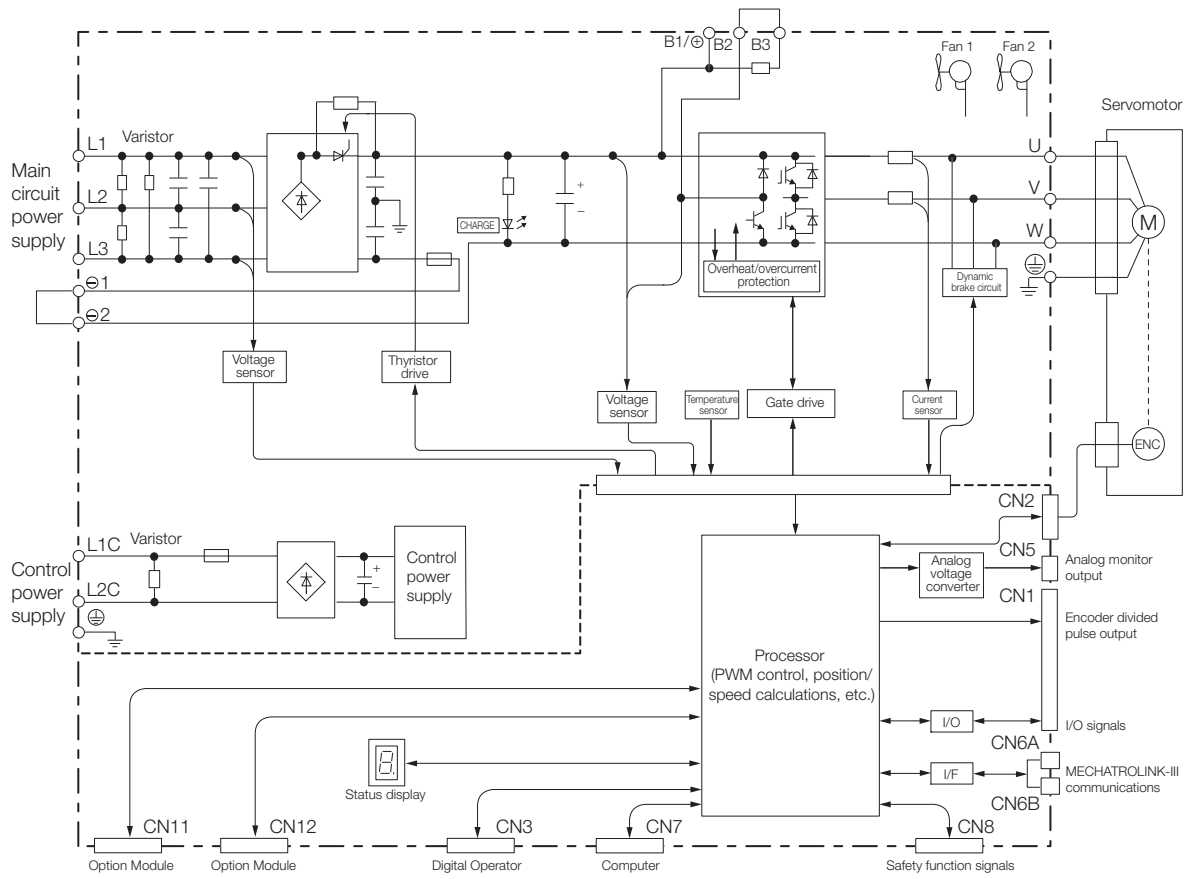 B1/⊕ B2 B3
Fan 1 Fan 2
Servomotor
Varistor
Main
circuit
power
supply
L1
L2
L3
⊖1
⊖2
+
–
CHARGE
Overheat/overcurrent
protection
U
V
W
M
Dynamic
brake circuit
Voltage
sensor
Thyristor
drive
Voltage
sensor
Temperature
sensor
Gate drive
Current
sensor
ENC
Control
power
supply
L1C
L2C
Varistor
+
–
Control
power
supply
CN2
CN5
Analog
voltage
converter
Analog monitor
output
CN1
Encoder divided
pulse output
Processor
(PWM control, position/
speed calculations, etc.)
I/O
I/O signals
CN6A
I/F
MECHATROLINK-III
communications
CN6B
8.
Status display
CN11
Option Module
CN12
Option Module
CN3
Digital Operator
CN7
Computer
CN8
Safety function signals